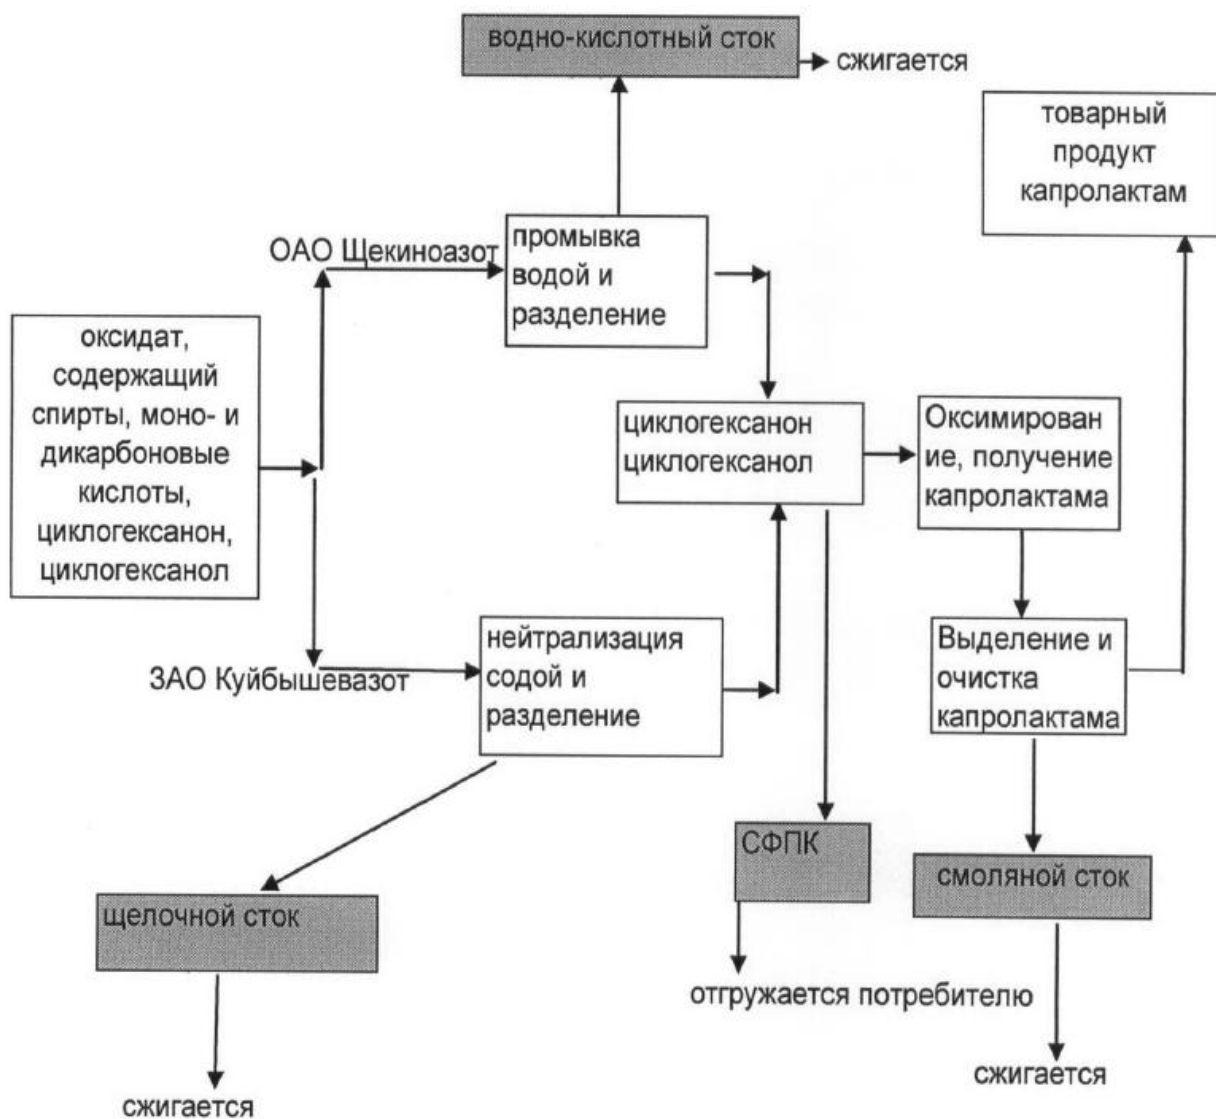 водно-кислотный сток
сжигается
товарный
продукт
капролактам
ОАО Щекиноазот
промывка
водой и
разделение
оксидат,
содержащий
спирты, моно- и
дикарбоновые
кислоты,
циклогексанон,
циклогексанол
циклогексанон
циклогексанол
Оксимирован
ие, получение
капролактама
ЗАО Куйбышевазот
нейтрализация
содой и
разделение
Выделение и
очистка
капролактама
СФПК
смоляной сток
щелочной сток
отгружается потребителю
сжигается
сжигается